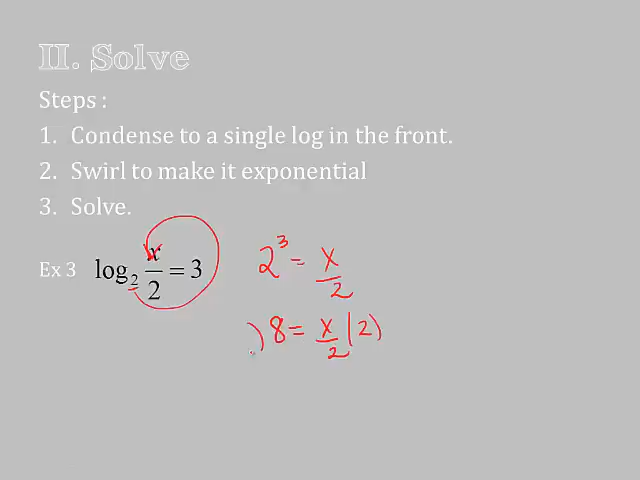 II. Solve
Steps :
1. Condense to a single log in the front.
2. Swirl to make it exponential
3. Solve.
Ex 3 log₂ x/2 = 3
2³ = x/2
) 8 = x/2 (2)